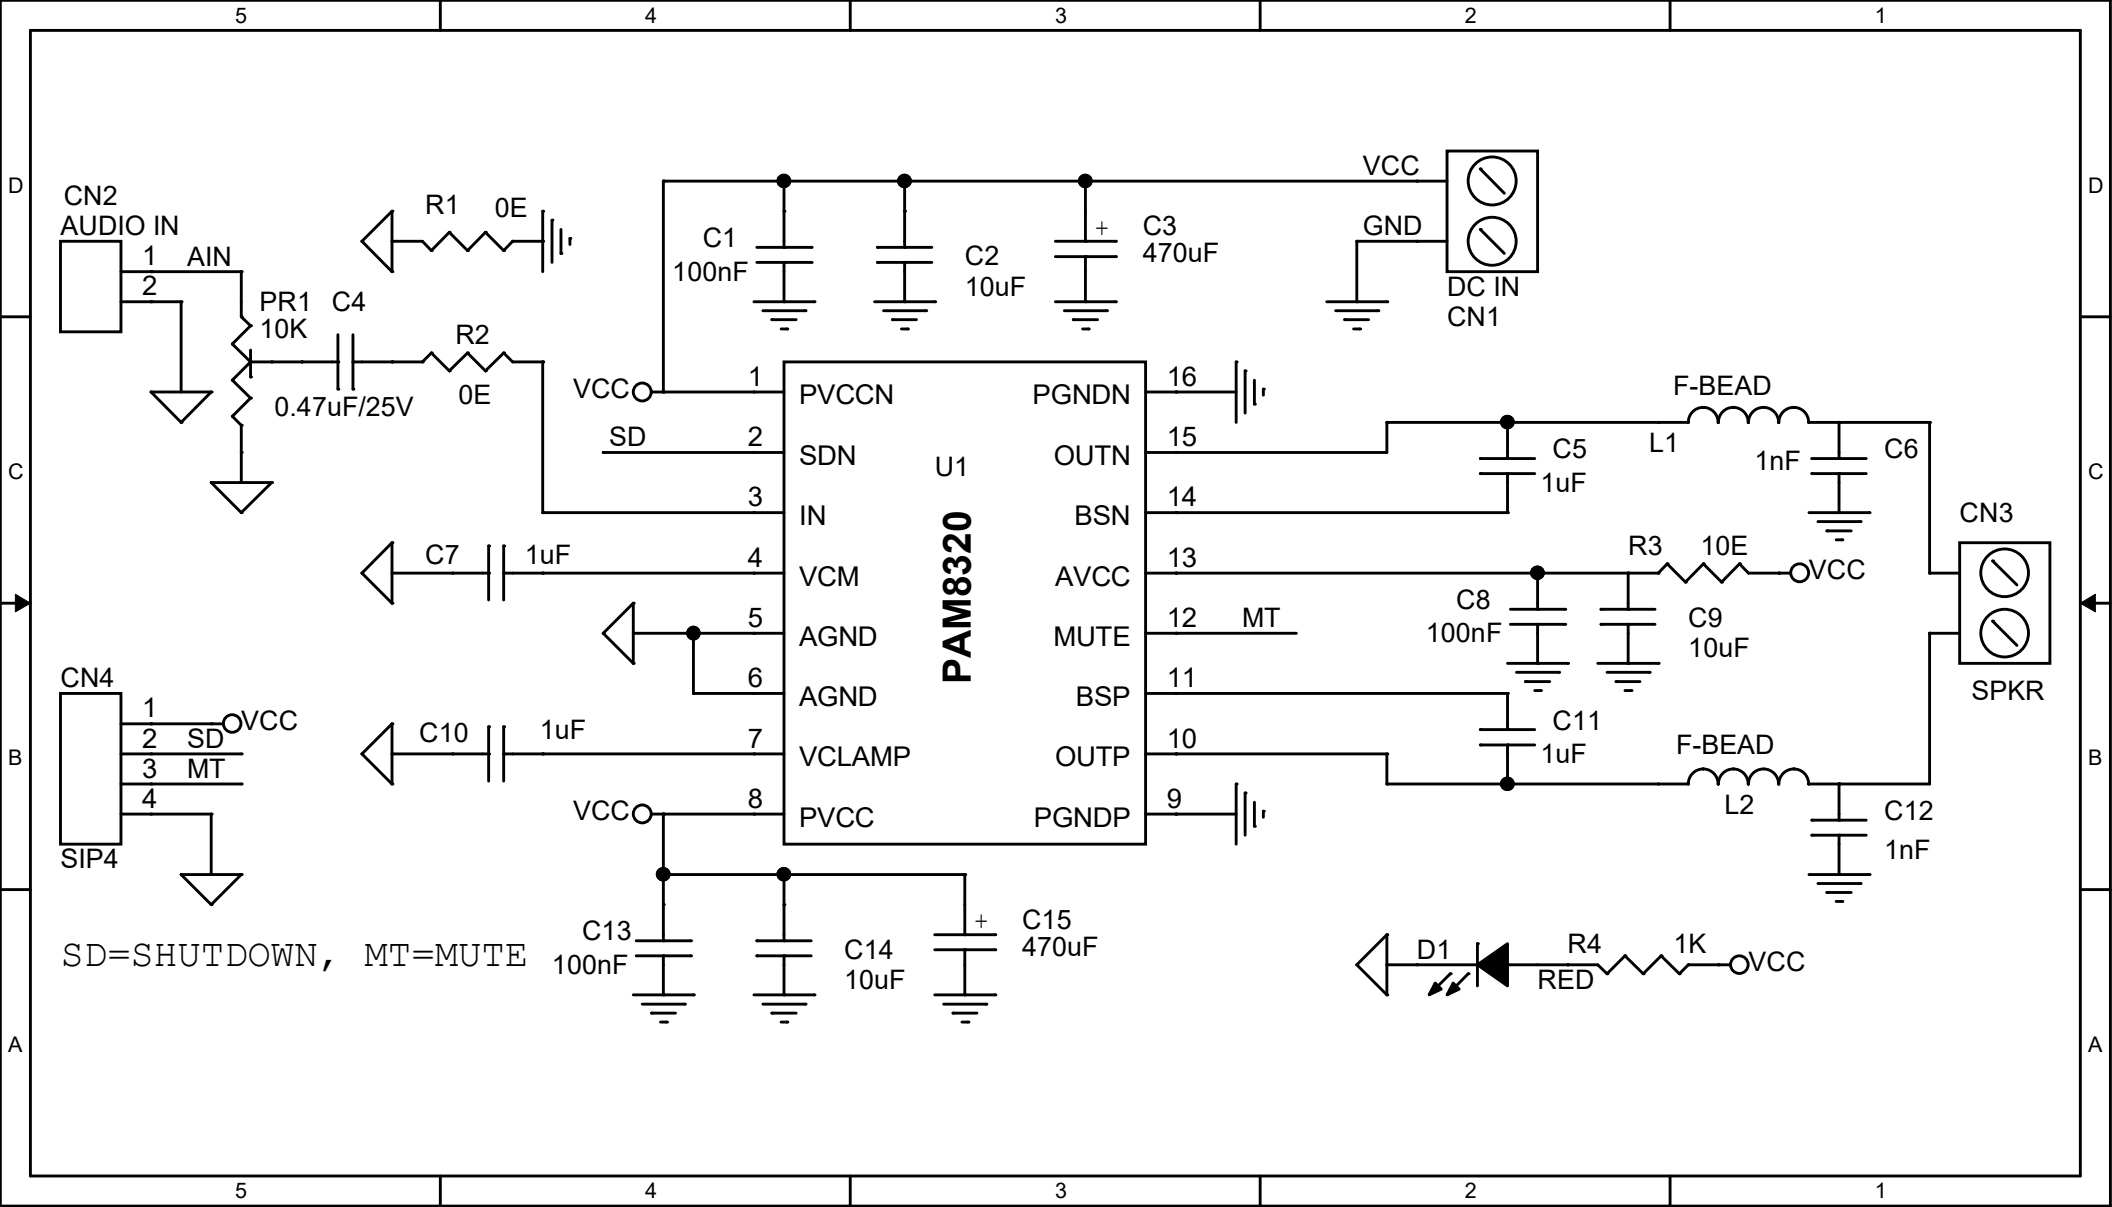 5 4 3 2 1
D D
C C
B B
A A
CN2
AUDIO IN
1 AIN
2
PR1
10K
C4
0.47uF/25V
R1 0E
R2
0E
C1
100nF
C2
10uF
+ C3
470uF
VCC
GND
DC IN
CN1
VCC
SD
C7 1uF
C10 1uF
VCC
1 PVCCN
2 SDN
3 IN
4 VCM
5 AGND
6 AGND
7 VCLAMP
8 PVCC
U1
PAM8320
PGNDN 16
OUTN 15
BSN 14
AVCC 13
MUTE 12 MT
BSP 11
OUTP 10
PGNDP 9
F-BEAD
L1
C5
1uF
1nF
C6
CN3
SPKR
R3 10E
VCC
C8
100nF
C9
10uF
C11
1uF
F-BEAD
L2
C12
1nF
CN4
1 VCC
2 SD
3 MT
4
SIP4
SD=SHUTDOWN, MT=MUTE
C13
100nF
C14
10uF
+ C15
470uF
D1
RED
R4 1K
VCC
5 4 3 2 1